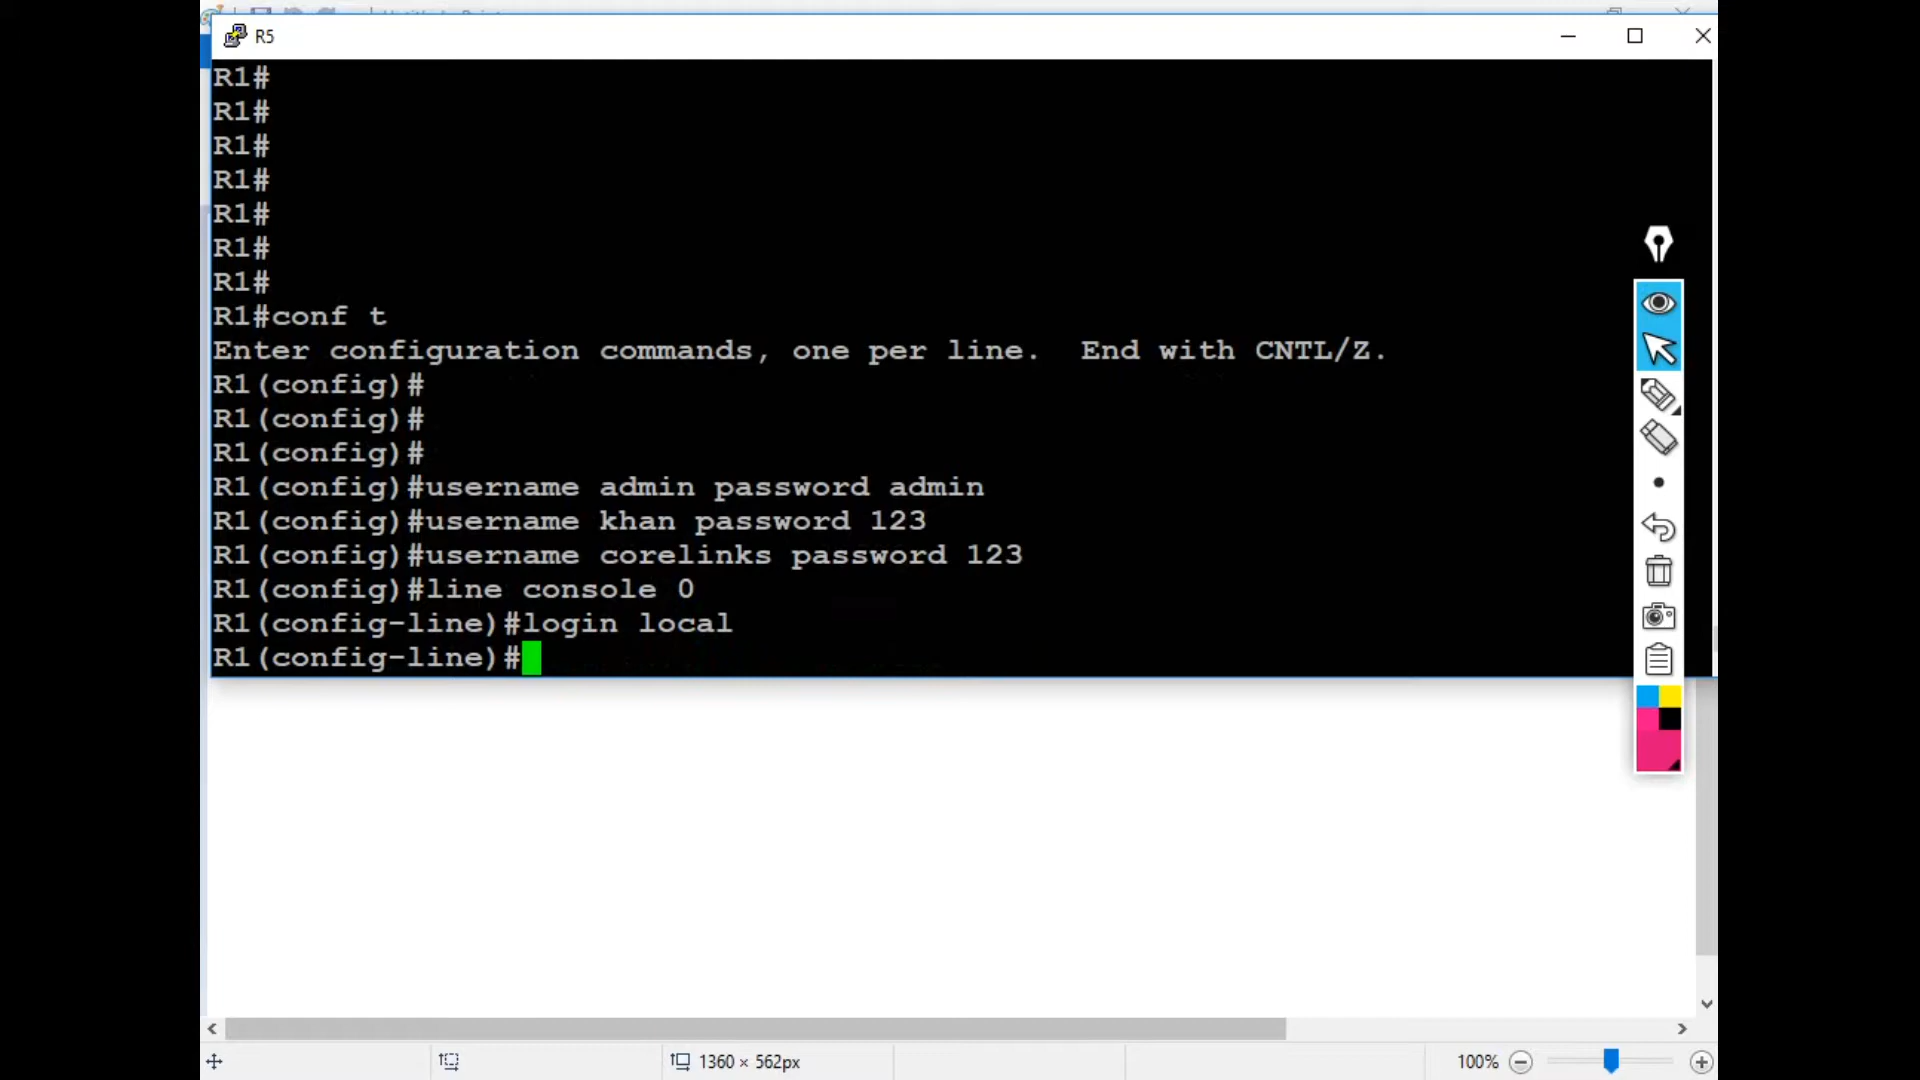 R5
R1#
R1#
R1#
R1#
R1#
R1#
R1#
R1#conf t
Enter configuration commands, one per line.  End with CNTL/Z.
R1(config)#
R1(config)#
R1(config)#
R1(config)#username admin password admin
R1(config)#username khan password 123
R1(config)#username corelinks password 123
R1(config)#line console 0
R1(config-line)#login local
R1(config-line)#
1360 × 562px
100%